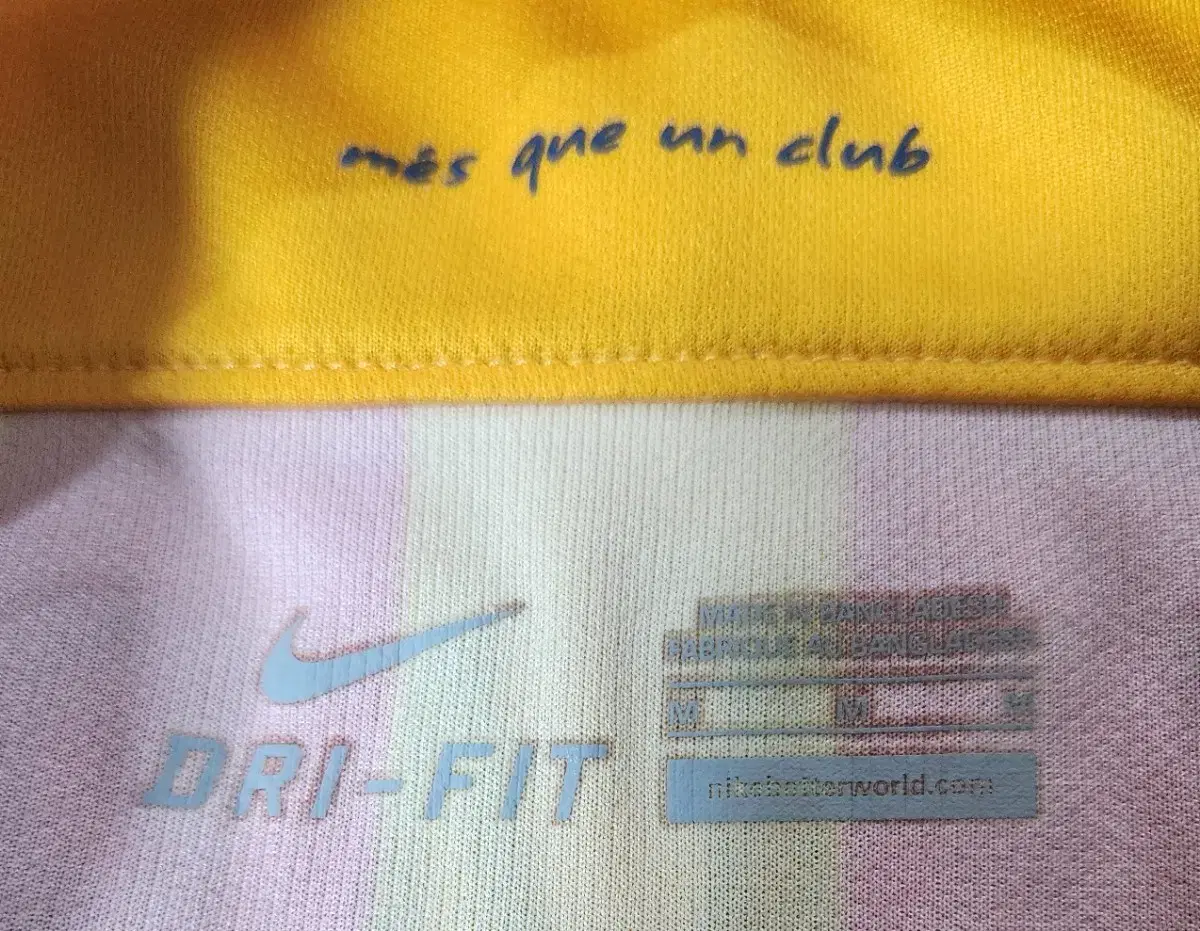 més que un club
DRI-FIT
MADE IN BANGLADESH
FABRIQUÉ AU BANGLADESH
M M M
nikebetterworld.com